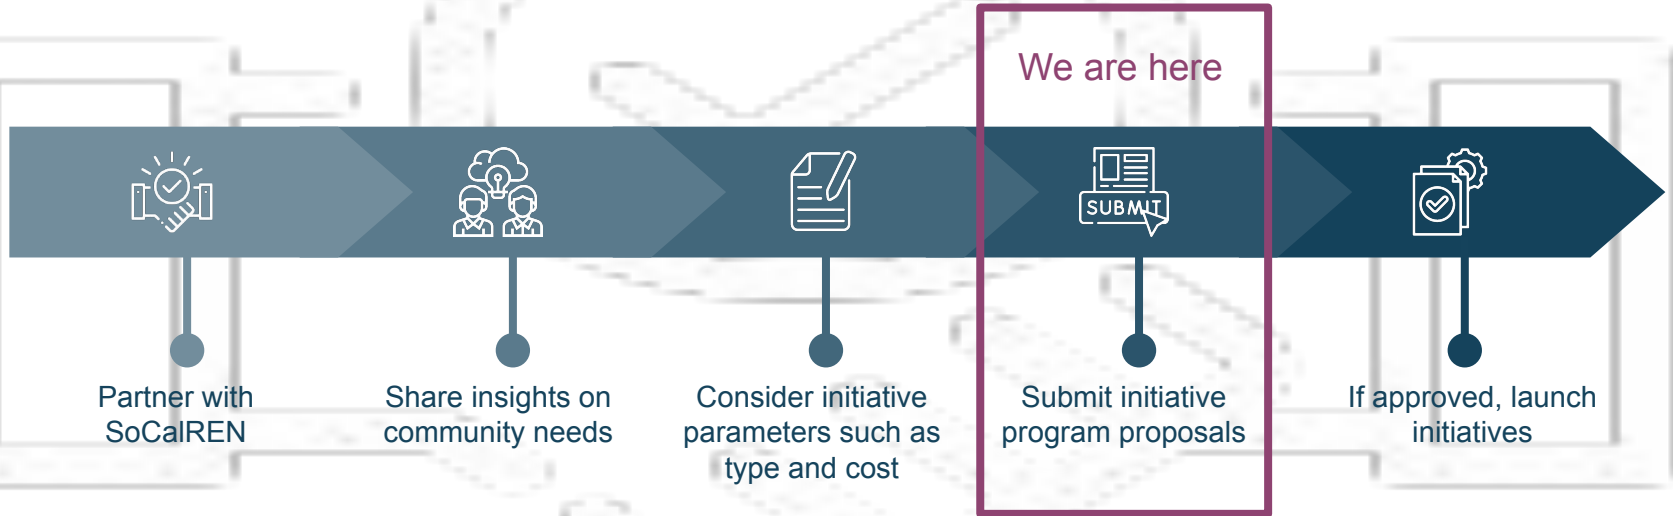 We are here
SUBMIT
Partner with
SoCalREN
Share insights on
community needs
Consider initiative
parameters such as
type and cost
Submit initiative
program proposals
If approved, launch
initiatives